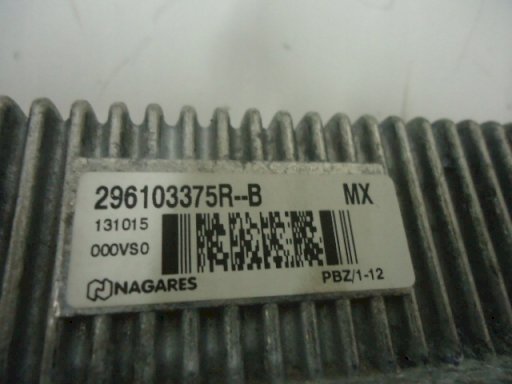 296103375R--B MX
131015
000VS0
NAGARES PBZ/1-12